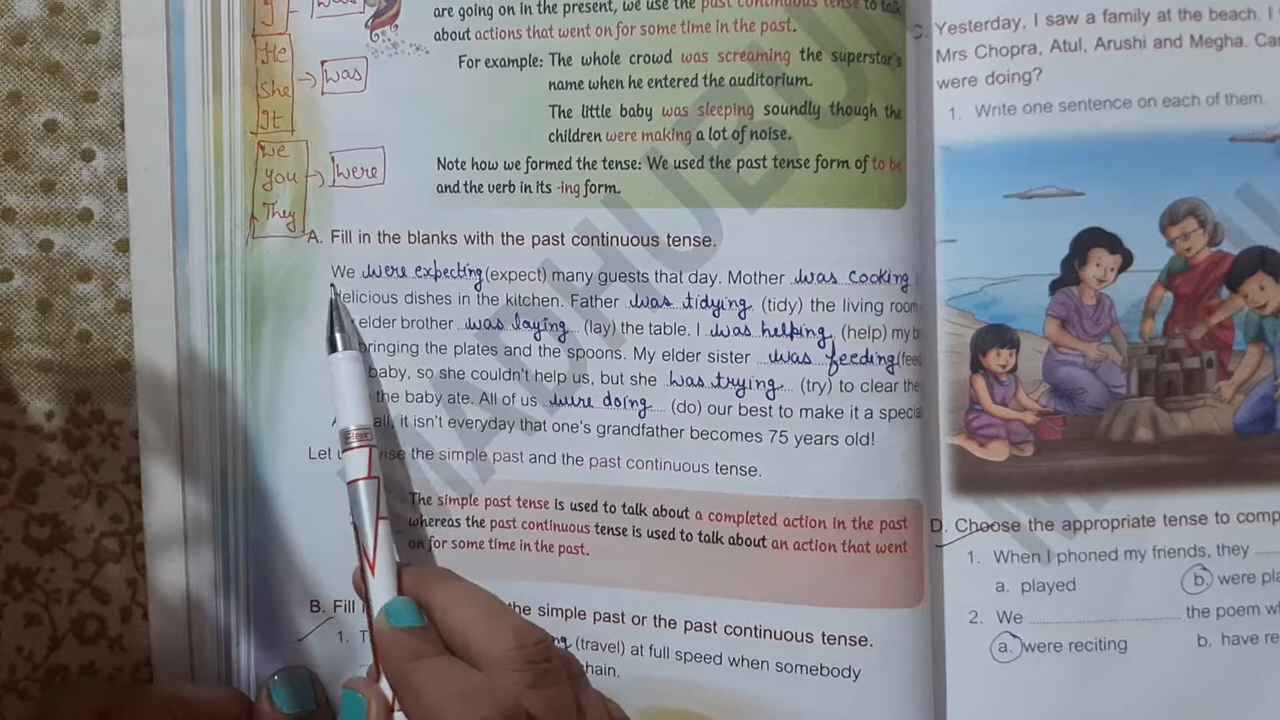 I
was
He
She
It
was
We
You
They
were
are going on in the present, we use the past continuous tense to talk
about actions that went on for some time in the past.
For example: The whole crowd was screaming the superstar's
name when he entered the auditorium.
The little baby was sleeping soundly though the
children were making a lot of noise.
Note how we formed the tense: We used the past tense form of to be
and the verb in its -ing form.
A. Fill in the blanks with the past continuous tense.
We were expecting (expect) many guests that day. Mother was cooking
delicious dishes in the kitchen. Father was tidying (tidy) the living room
elder brother was laying (lay) the table. I was helping (help) my
bringing the plates and the spoons. My elder sister was feeding (feed
baby, so she couldn't help us, but she was trying (try) to clear the
the baby ate. All of us were doing (do) our best to make it a special
all, it isn't everyday that one's grandfather becomes 75 years old!
Let the simple past and the past continuous tense.
The simple past tense is used to talk about a completed action in the past
whereas the past continuous tense is used to talk about an action that went
on for some time in the past.
B. Fill the simple past or the past continuous tense.
1. (travel) at full speed when somebody
MADHUBUN
C. Yesterday, I saw a family at the beach. I
Mrs Chopra, Atul, Arushi and Megha.
were doing?
1. Write one sentence on each of them.
D. Choose the appropriate tense to
1. When I phoned my friends, they
a. played b. were
2. We the poem
a. were reciting b. have